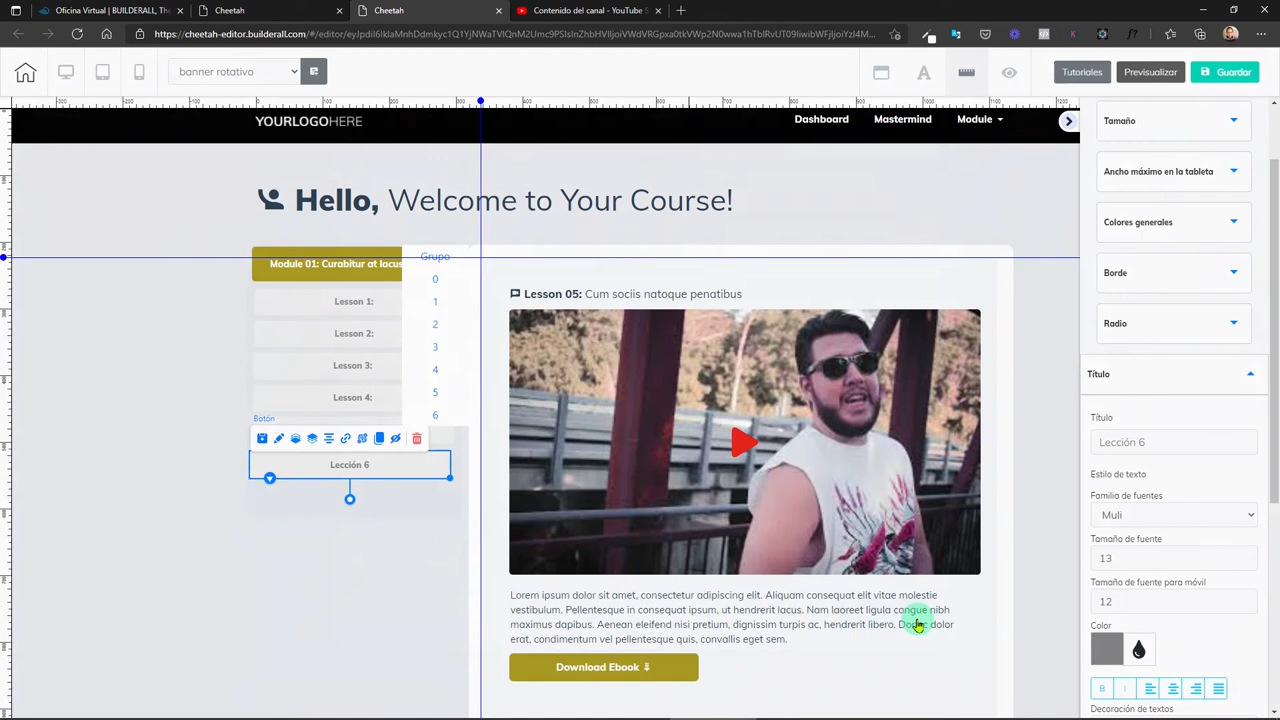 Oficina Virtual | BUILDERALL, The
Cheetah
Cheetah
Contenido del canal - YouTube S
banner rotativo
Tutoriales
Previsualizar
Guardar
YOURLOGOHERE
Dashboard
Mastermind
Module
Hello, Welcome to Your Course!
Module 01: Curabitur at lacus
Lesson 1:
Lesson 2:
Lesson 3:
Lesson 4:
Botón
Lección 6
Grupo
0
1
2
3
4
5
6
Lesson 05: Cum sociis natoque penatibus
Lorem ipsum dolor sit amet, consectetur adipiscing elit. Aliquam consequat elit vitae molestie
vestibulum. Pellentesque in consequat ipsum, ut hendrerit lacus. Nam laoreet ligula congue nibh
maximus dapibus. Aenean eleifend nisi pretium, dignissim turpis ac, hendrerit libero. Donec dolor
erat, condimentum vel pellentesque quis, convallis eget sem.
Download Ebook
Tamaño
Ancho máximo en la tableta
Colores generales
Borde
Radio
Título
Título
Lección 6
Estilo de texto
Familia de fuentes
Muli
Tamaño de fuente
13
Tamaño de fuente para móvil
12
Color
B
I
Decoración de textos